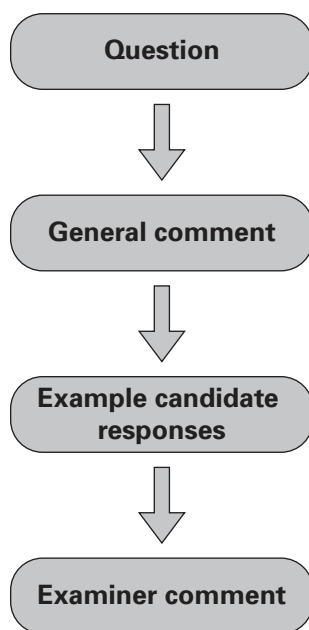 Question
General comment
Example candidate
responses
Examiner comment